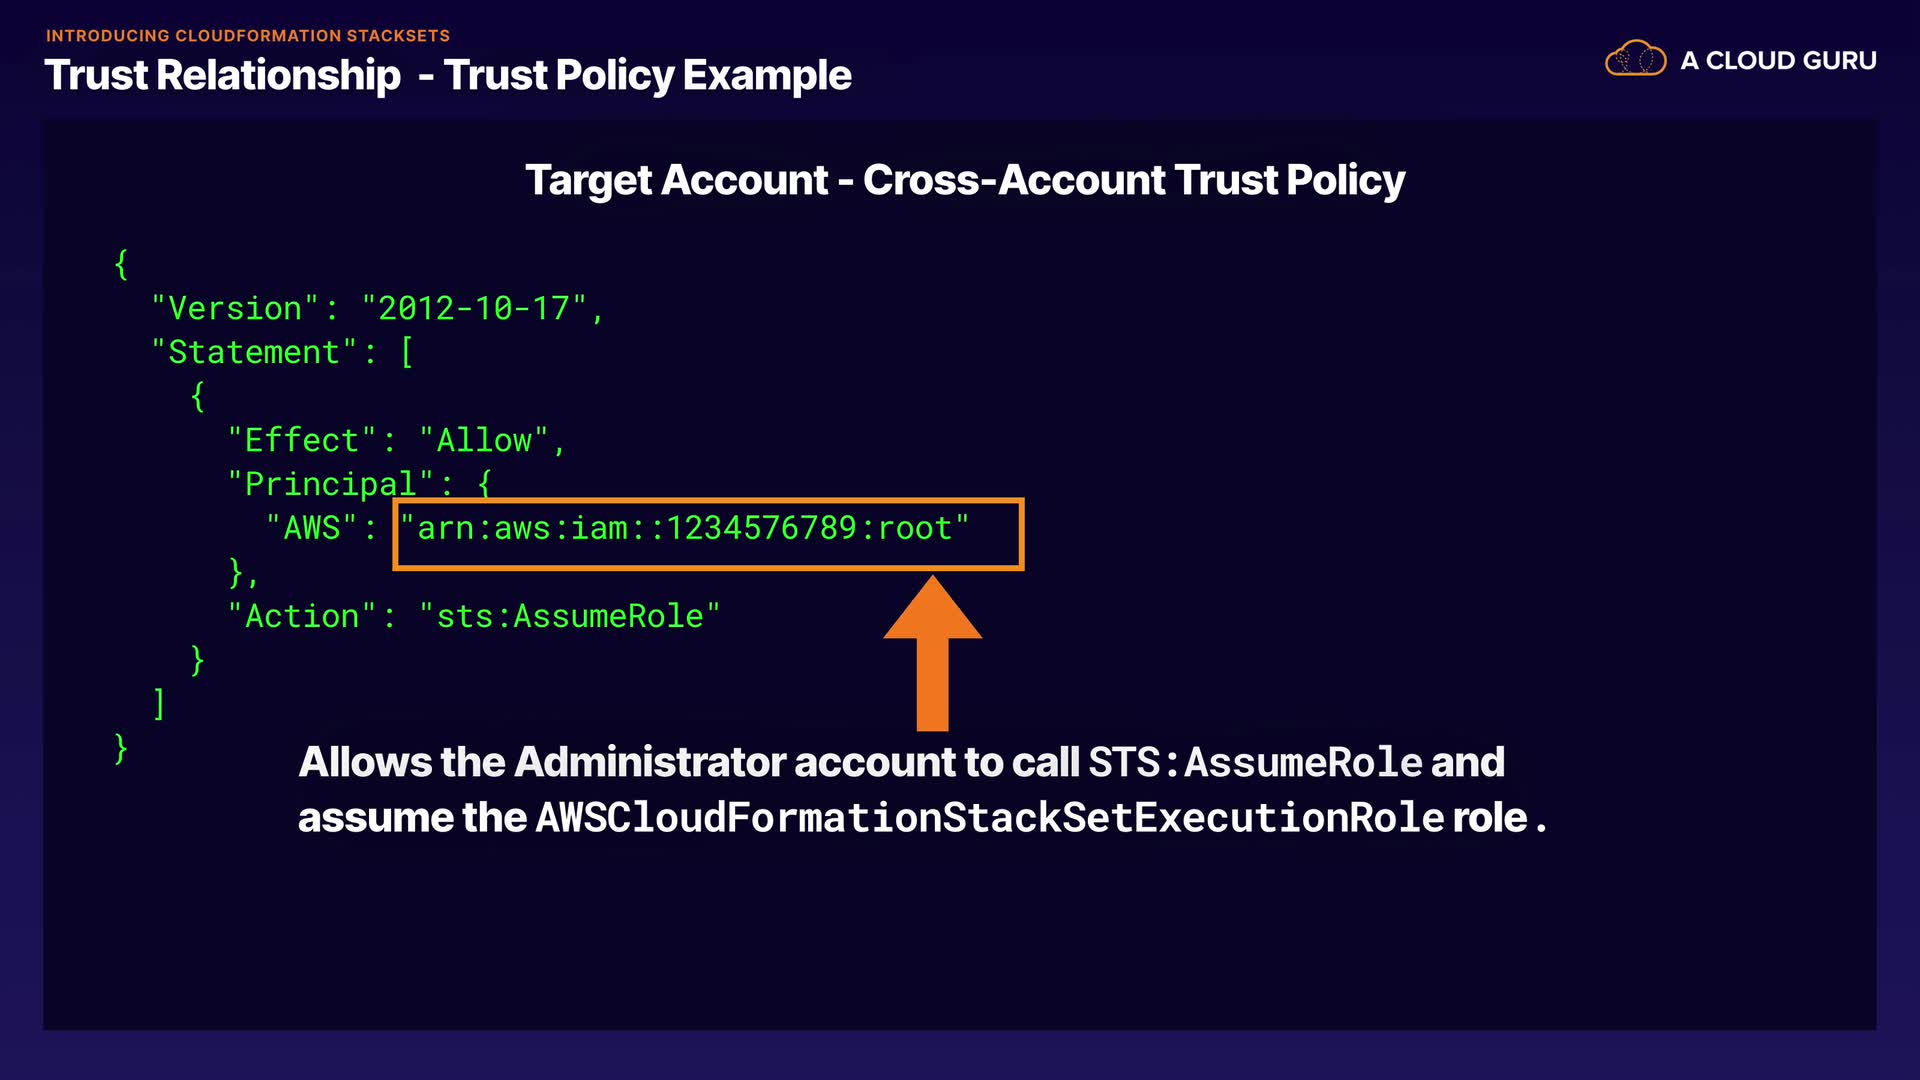 INTRODUCING CLOUDFORMATION STACKSETS
Trust Relationship - Trust Policy Example
A CLOUD GURU
Target Account - Cross-Account Trust Policy
{
"Version": "2012-10-17",
"Statement": [
{
"Effect": "Allow",
"Principal": {
"AWS": "arn:aws:iam::1234576789:root"
},
"Action": "sts:AssumeRole"
}
]
}
Allows the Administrator account to call STS:AssumeRole and
assume the AWSCloudFormationStackSetExecutionRole role.